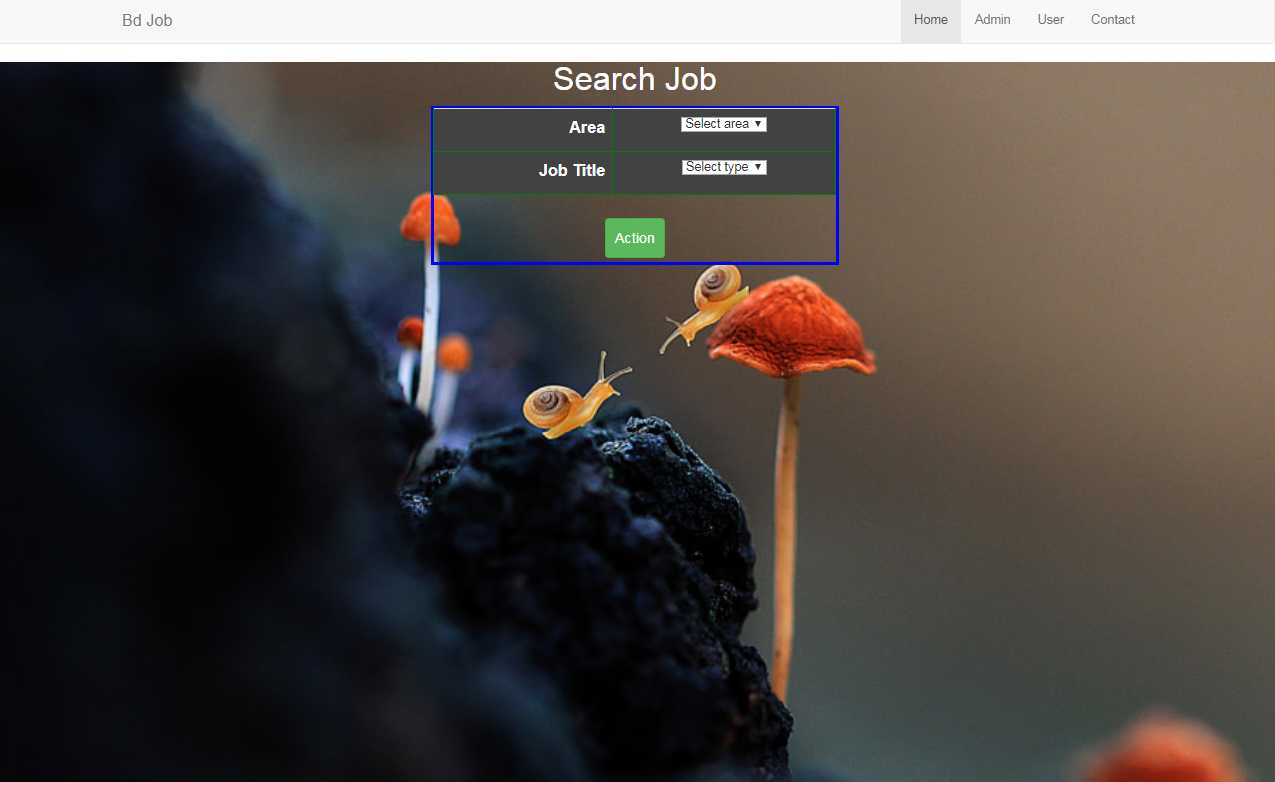 Bd Job Home Admin User Contact
Search Job
Area Select area
Job Title Select type
Action